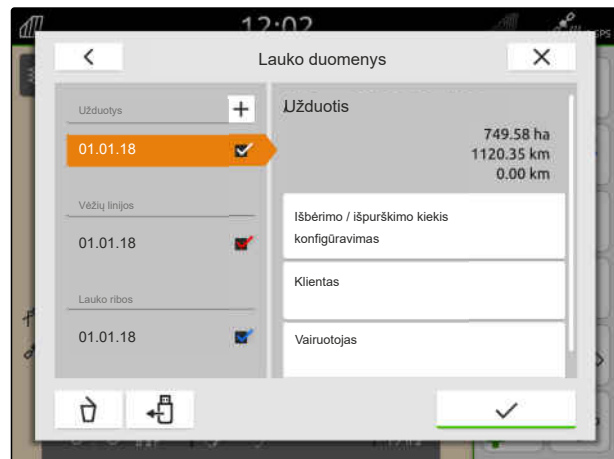 12:02
GPS
Lauko duomenys
Užduotys
Užduotis
01.01.18
749.58 ha
1120.35 km
0.00 km
Vėžių linijos
Išbėrimo / išpurškimo kiekis
konfigūravimas
01.01.18
Klientas
Lauko ribos
01.01.18
Vairuotojas